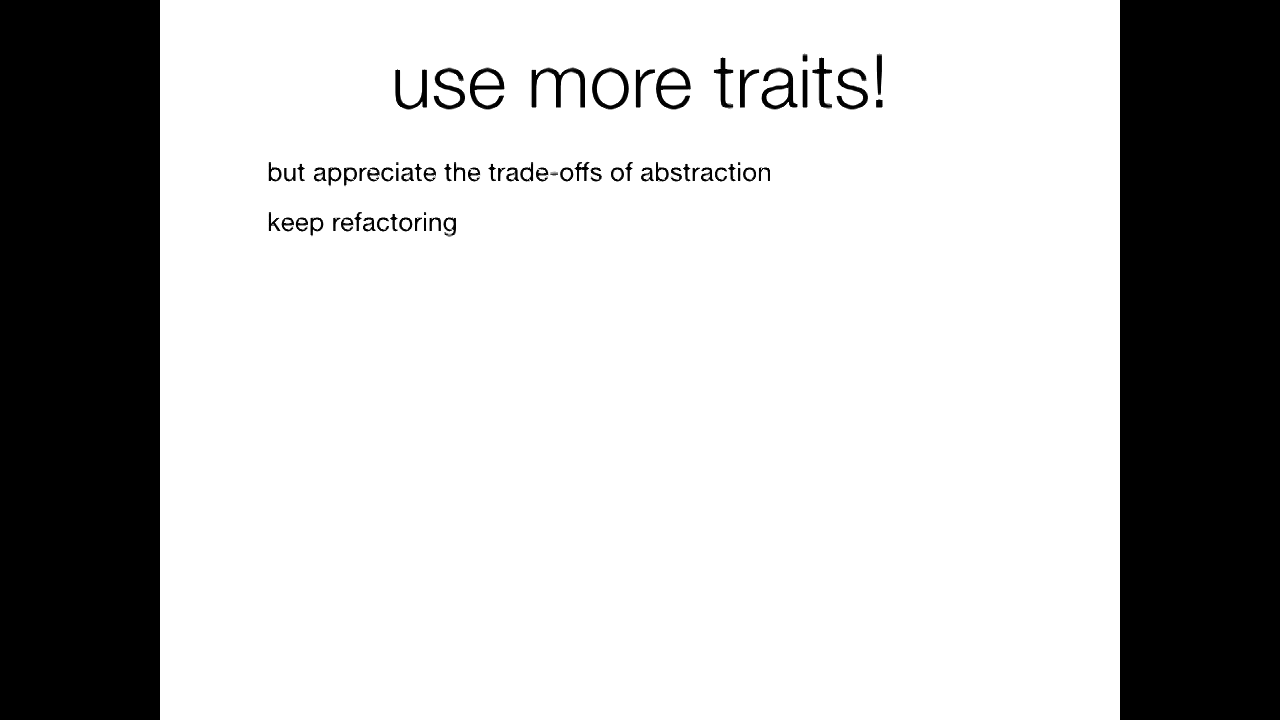 use more traits!
but appreciate the trade-offs of abstraction
keep refactoring